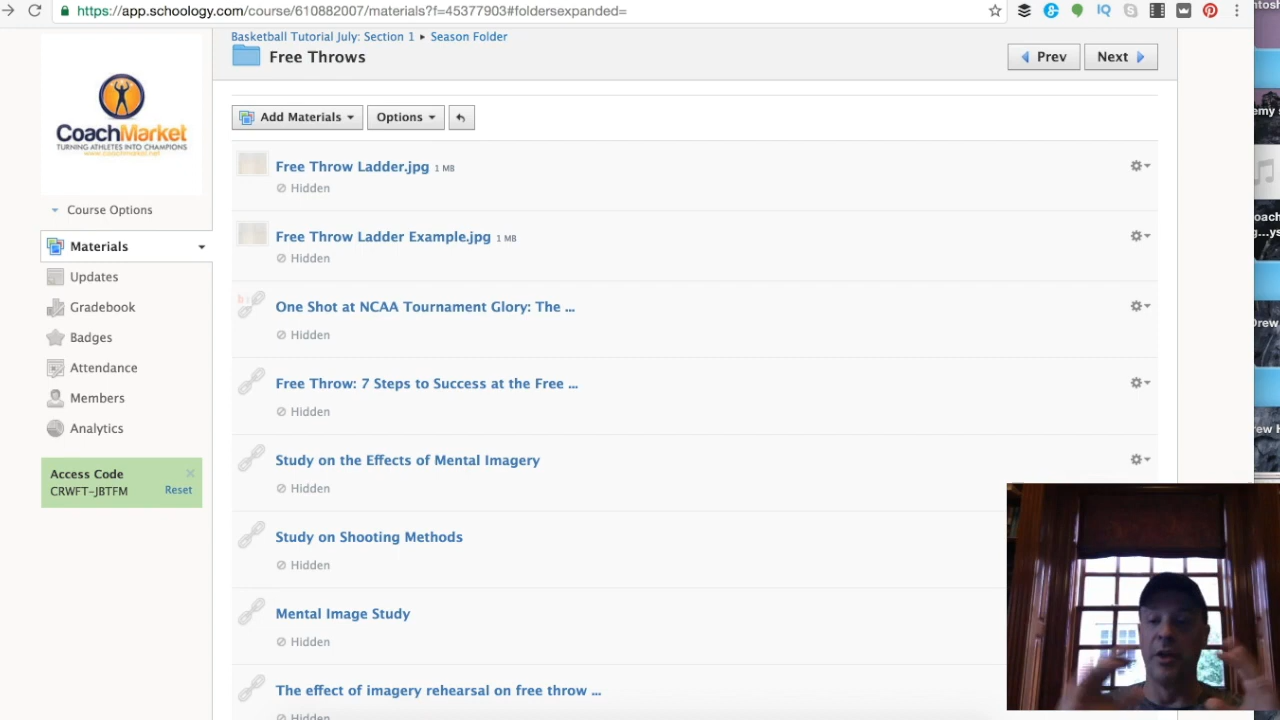 https://app.schoology.com/course/610882007/materials?f=45377903#foldersexpanded=
Basketball Tutorial July: Section 1 ▸ Season Folder
Free Throws
Prev
Next
CoachMarket
TURNING ATHLETES INTO CHAMPIONS
www.coachmarket.net
Add Materials
Options
Free Throw Ladder.jpg 1 MB
Hidden
Course Options
Free Throw Ladder Example.jpg 1 MB
Hidden
Materials
Updates
Gradebook
Badges
Attendance
Members
Analytics
One Shot at NCAA Tournament Glory: The ...
Hidden
Free Throw: 7 Steps to Success at the Free ...
Hidden
Access Code
CRWFT-JBTFM
Reset
Study on the Effects of Mental Imagery
Hidden
Study on Shooting Methods
Hidden
Mental Image Study
Hidden
The effect of imagery rehearsal on free throw ...
Hidden